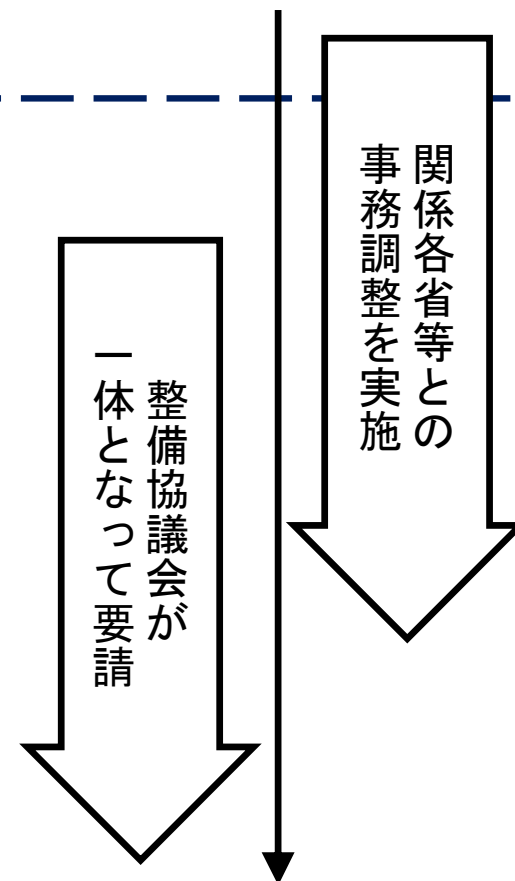 関係各省等との
事務調整を実施
整備協議会が
一体となって要請